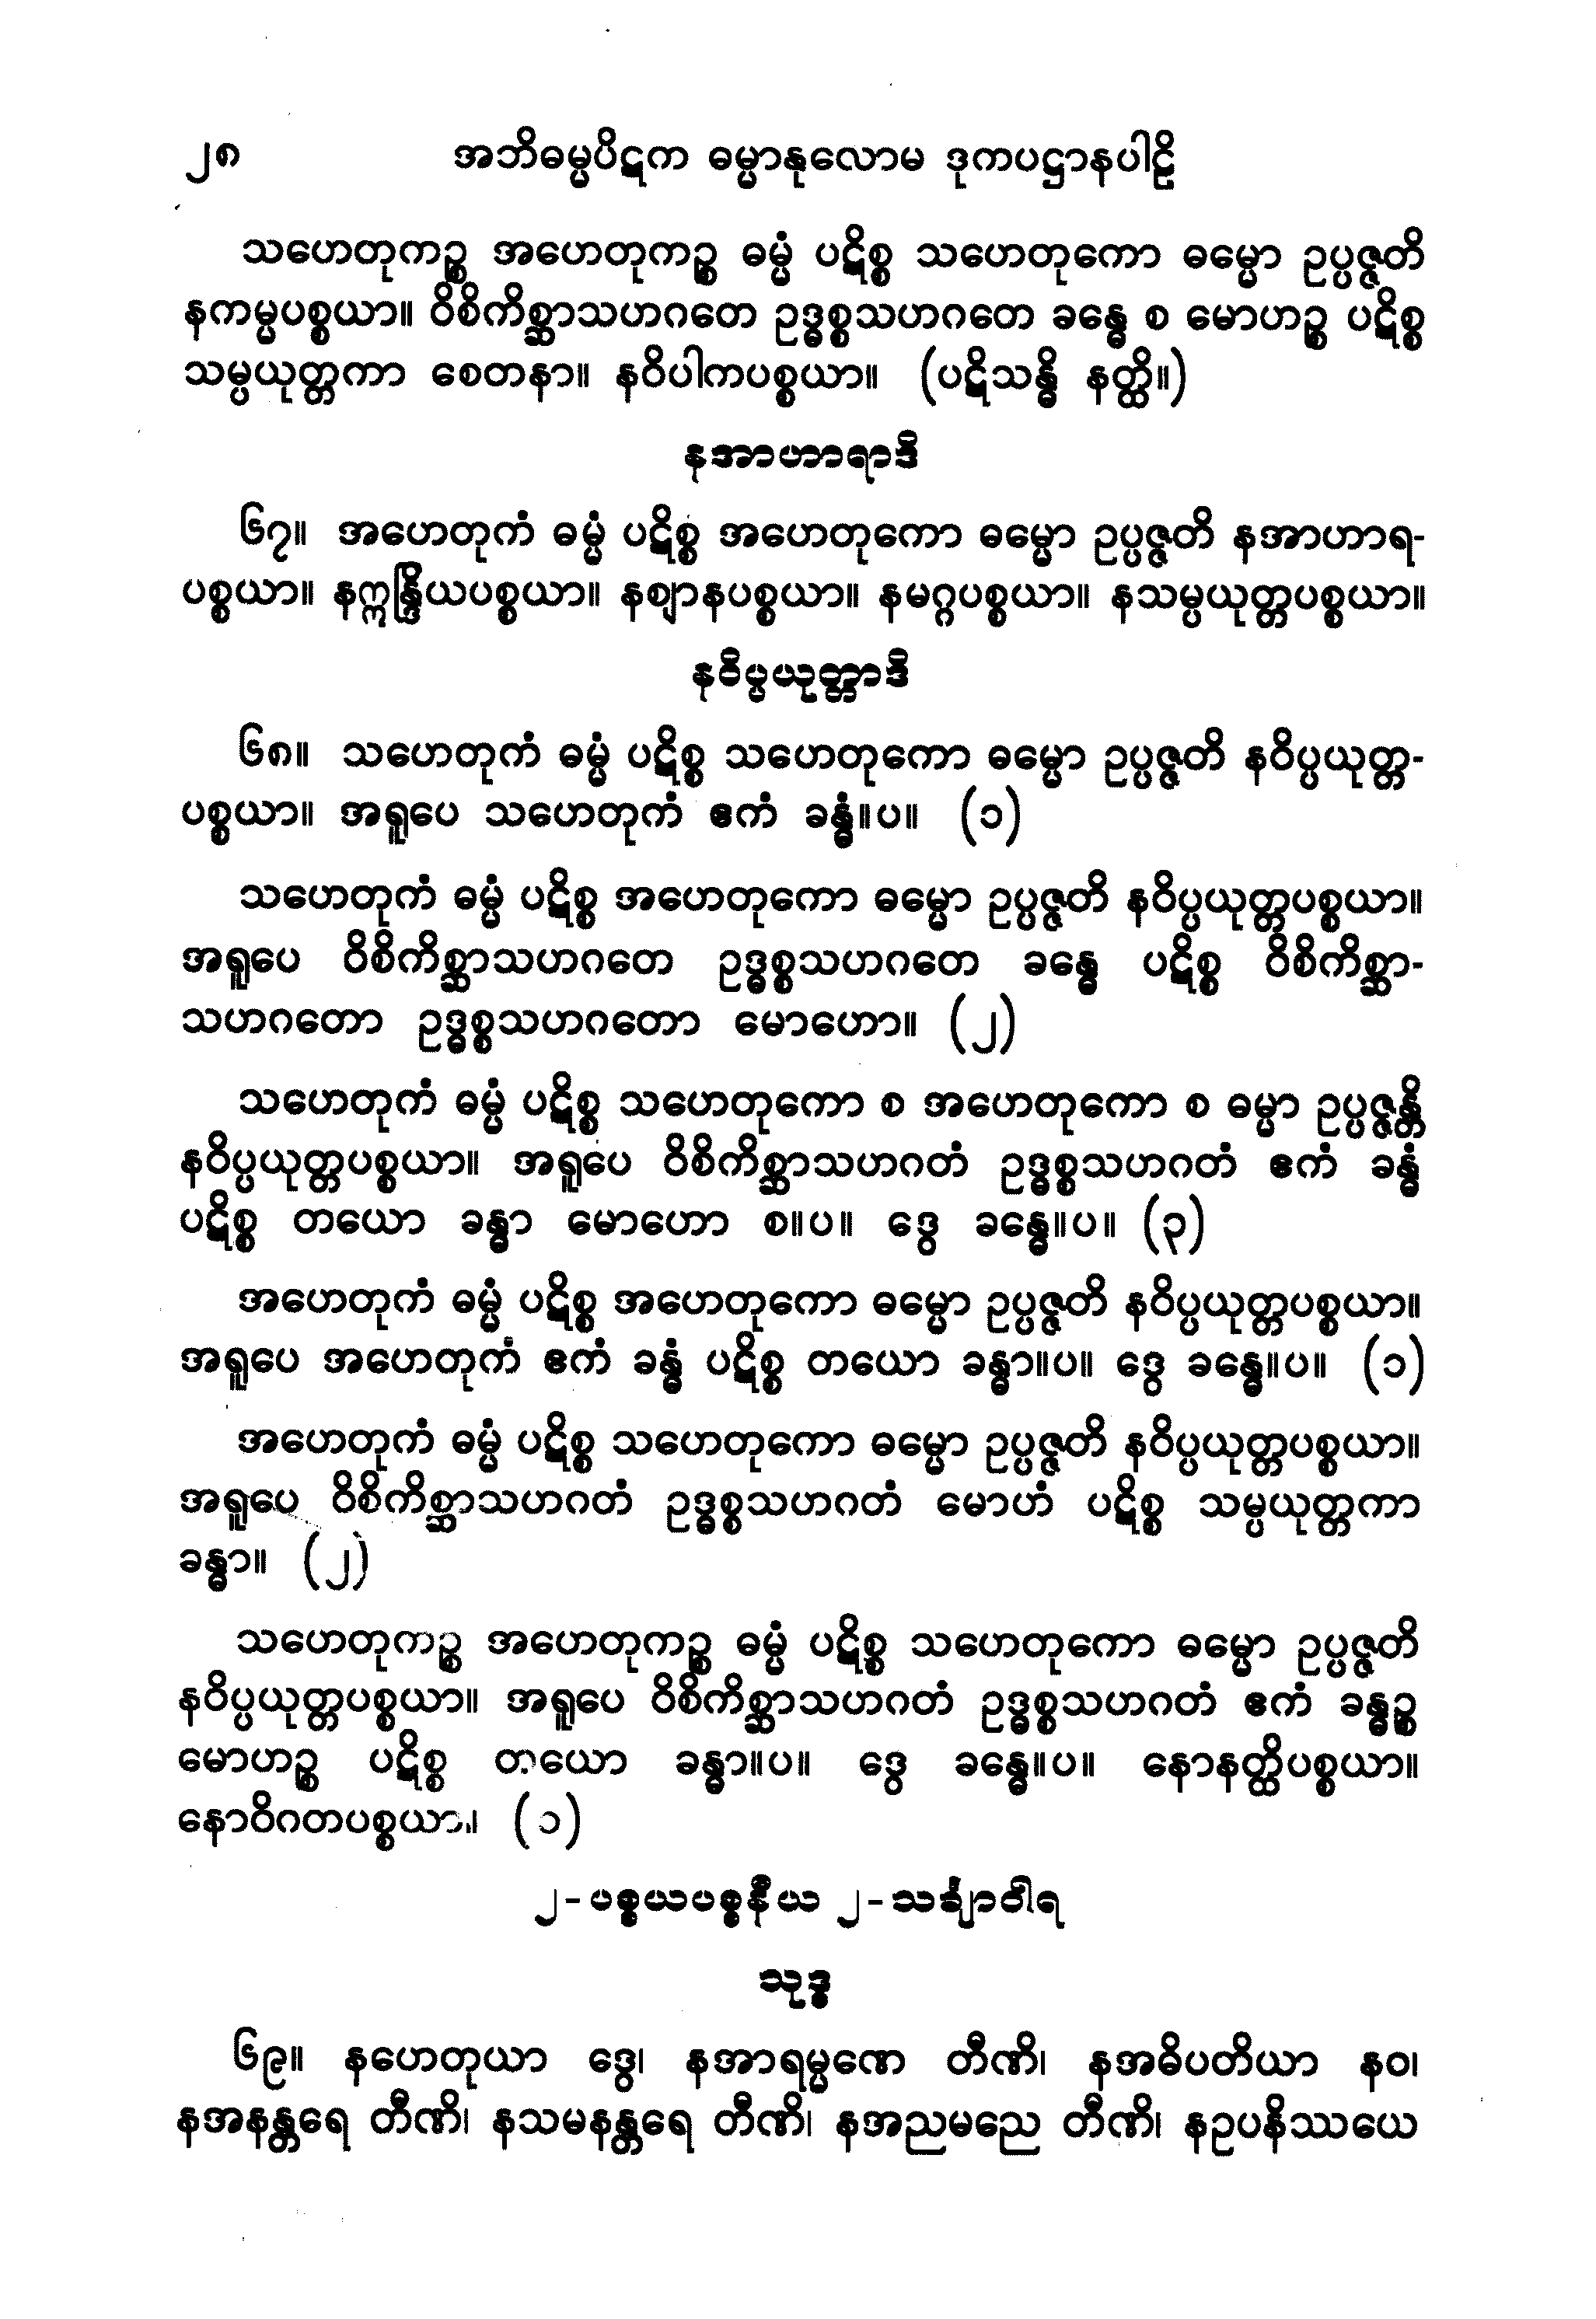 ၂၈ အဘိဓမ္မပိဋက ဓမ္မာနုလောမ ဒုကပဋ္ဌာနပါဠိ
သဟေတုကဉ္စ အဟေတုကဉ္စ ဓမ္မံ ပဋိစ္စ သဟေတုကော ဓမ္မော ဥပ္ပဇ္ဇတိ
နကမ္မပစ္စယာ။ ဝိစိကိစ္ဆာသဟဂတေ ဥဒ္ဓစ္စသဟဂတေ ခန္ဓေ စ မောဟဉ္စ ပဋိစ္စ
သမ္ပယုတ္တကာ စေတနာ။ နဝိပါကပစ္စယာ။ (ပဋိသန္ဓိ နတ္ထိ။)
နအာဟာရာဒိ
၆၇။ အဟေတုကံ ဓမ္မံ ပဋိစ္စ အဟေတုကော ဓမ္မော ဥပ္ပဇ္ဇတိ နအာဟာရ-
ပစ္စယာ။ နဣန္ဒြိယပစ္စယာ။ နဈာနပစ္စယာ။ နမဂ္ဂပစ္စယာ။ နသမ္ပယုတ္တပစ္စယာ။
နဝိပ္ပယုတ္တာဒိ
၆၈။ သဟေတုကံ ဓမ္မံ ပဋိစ္စ သဟေတုကော ဓမ္မော ဥပ္ပဇ္ဇတိ နဝိပ္ပယုတ္တ-
ပစ္စယာ။ အရူပေ သဟေတုကံ ဧကံ ခန္ဓံ။ပ။ (၁)
သဟေတုကံ ဓမ္မံ ပဋိစ္စ အဟေတုကော ဓမ္မော ဥပ္ပဇ္ဇတိ နဝိပ္ပယုတ္တပစ္စယာ။
အရူပေ ဝိစိကိစ္ဆာသဟဂတေ ဥဒ္ဓစ္စသဟဂတေ ခန္ဓေ ပဋိစ္စ ဝိစိကိစ္ဆာ-
သဟဂတော ဥဒ္ဓစ္စသဟဂတော မောဟော။ (၂)
သဟေတုကံ ဓမ္မံ ပဋိစ္စ သဟေတုကော စ အဟေတုကော စ ဓမ္မာ ဥပ္ပဇ္ဇန္တိ
နဝိပ္ပယုတ္တပစ္စယာ။ အရူပေ ဝိစိကိစ္ဆာသဟဂတံ ဥဒ္ဓစ္စသဟဂတံ ဧကံ ခန္ဓံ
ပဋိစ္စ တယော ခန္ဓာ မောဟော စ။ပ။ ဒွေ ခန္ဓေ။ပ။ (၃)
အဟေတုကံ ဓမ္မံ ပဋိစ္စ အဟေတုကော ဓမ္မော ဥပ္ပဇ္ဇတိ နဝိပ္ပယုတ္တပစ္စယာ။
အရူပေ အဟေတုကံ ဧကံ ခန္ဓံ ပဋိစ္စ တယော ခန္ဓာ။ပ။ ဒွေ ခန္ဓေ။ပ။ (၁)
အဟေတုကံ ဓမ္မံ ပဋိစ္စ သဟေတုကော ဓမ္မော ဥပ္ပဇ္ဇတိ နဝိပ္ပယုတ္တပစ္စယာ။
အရူပေ ဝိစိကိစ္ဆာသဟဂတံ ဥဒ္ဓစ္စသဟဂတံ မောဟံ ပဋိစ္စ သမ္ပယုတ္တကာ
ခန္ဓာ။ (၂)
သဟေတုကဉ္စ အဟေတုကဉ္စ ဓမ္မံ ပဋိစ္စ သဟေတုကော ဓမ္မော ဥပ္ပဇ္ဇတိ
နဝိပ္ပယုတ္တပစ္စယာ။ အရူပေ ဝိစိကိစ္ဆာသဟဂတံ ဥဒ္ဓစ္စသဟဂတံ ဧကံ ခန္ဓဉ္စ
မောဟဉ္စ ပဋိစ္စ တယော ခန္ဓာ။ပ။ ဒွေ ခန္ဓေ။ပ။ နောနတ္ထိပစ္စယာ။
နောဝိဂတပစ္စယာ။ (၁)
၂-ပစ္စယပစ္စနီယ ၂-သင်္ချာဝါရ
သုဒ္ဓ
၆၉။ နဟေတုယာ ဒွေ၊ နအာရမ္မဏေ တီဏိ၊ နအဓိပတိယာ နဝ၊
နအနန္တရေ တီဏိ၊ နသမနန္တရေ တီဏိ၊ နအညမညေ တီဏိ၊ နဥပနိဿယေ